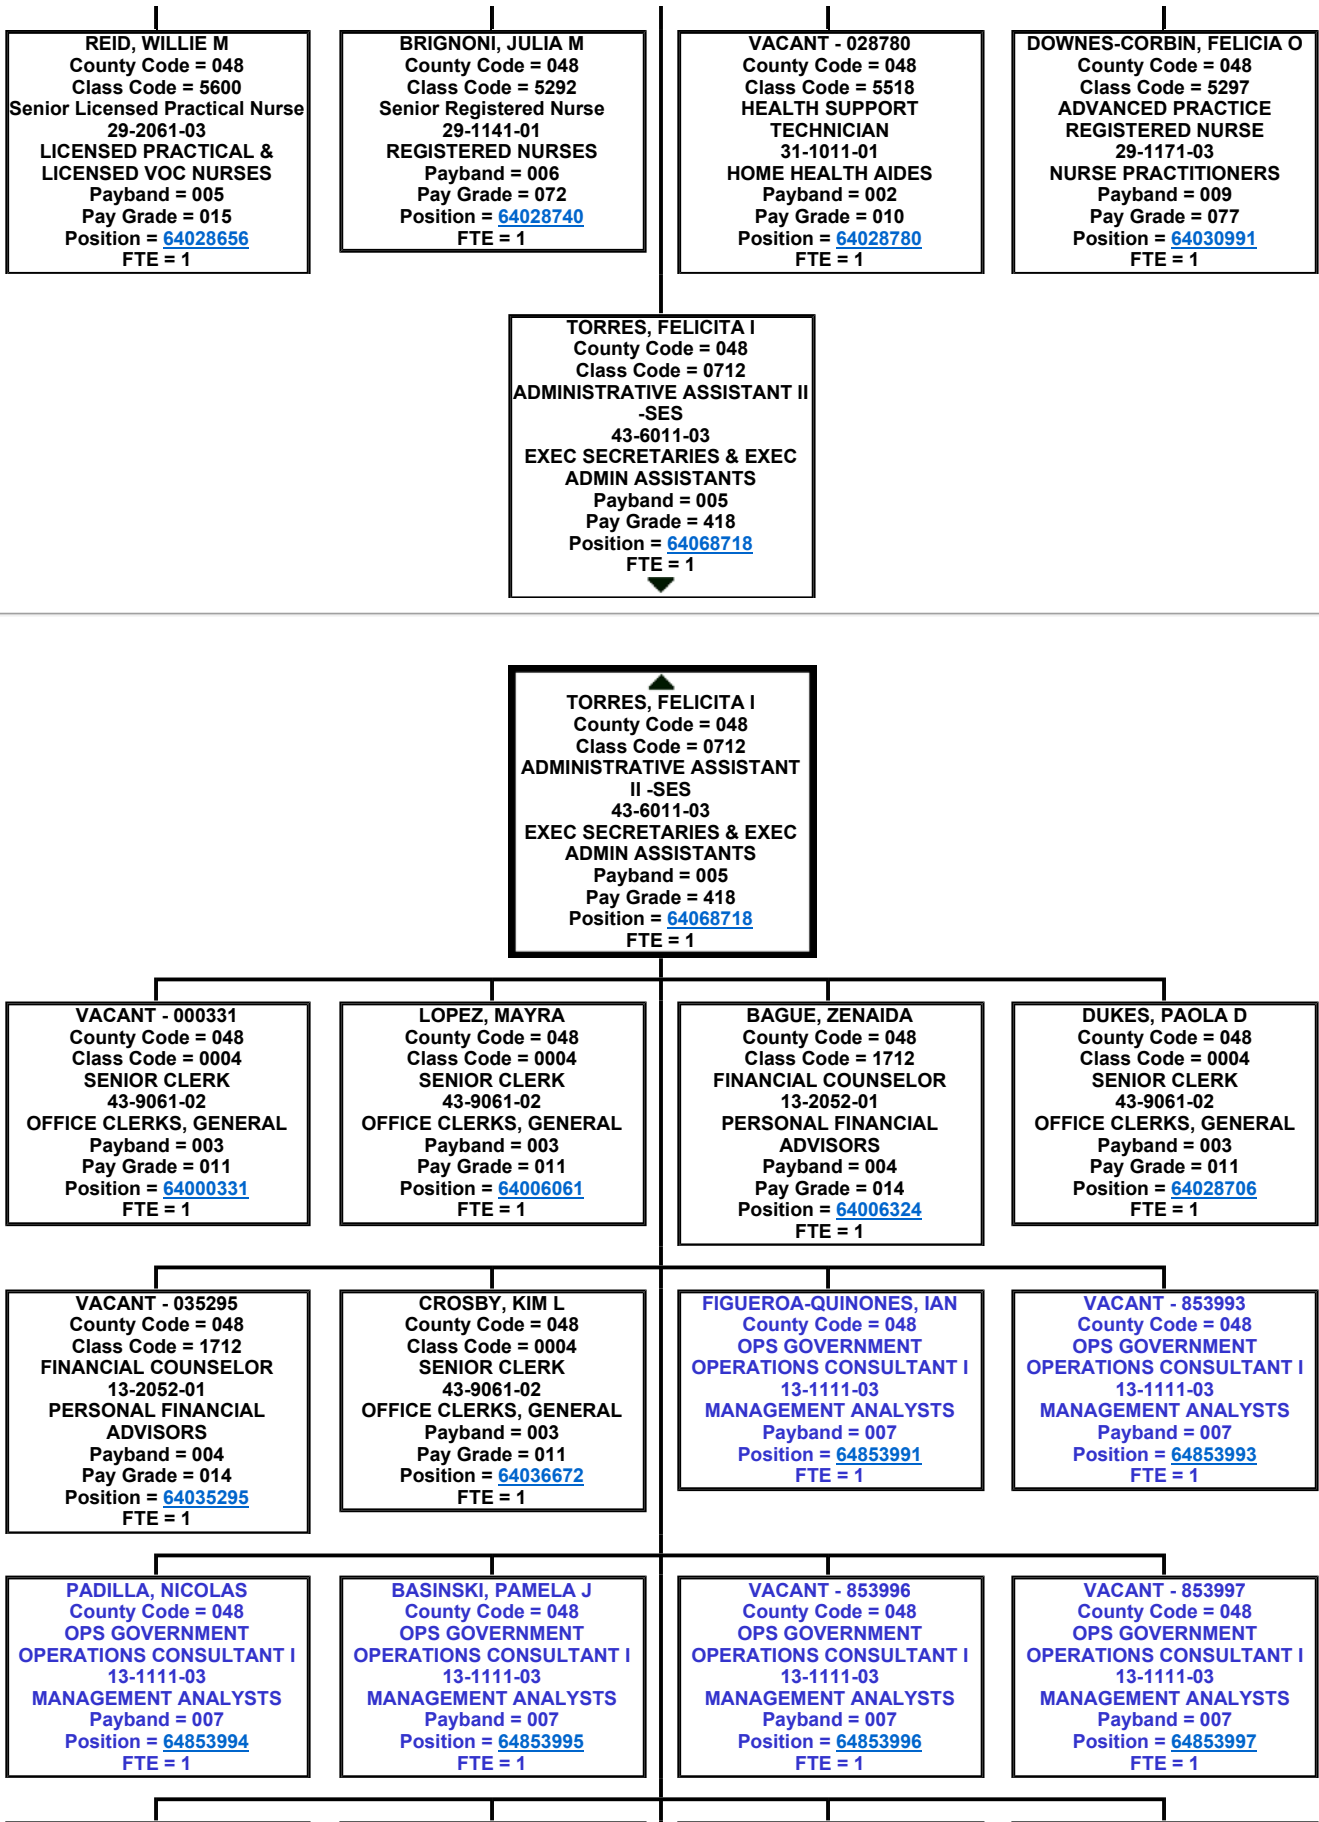 REID, WILLIE M
County Code = 048
Class Code = 5600
Senior Licensed Practical Nurse
29-2061-03
LICENSED PRACTICAL &
LICENSED VOC NURSES
Payband = 005
Pay Grade = 015
Position = 64028656
FTE = 1
BRIGNONI, JULIA M
County Code = 048
Class Code = 5292
Senior Registered Nurse
29-1141-01
REGISTERED NURSES
Payband = 006
Pay Grade = 072
Position = 64028740
FTE = 1
VACANT - 028780
County Code = 048
Class Code = 5518
HEALTH SUPPORT
TECHNICIAN
31-1011-01
HOME HEALTH AIDES
Payband = 002
Pay Grade = 010
Position = 64028780
FTE = 1
DOWNES-CORBIN, FELICIA O
County Code = 048
Class Code = 5297
ADVANCED PRACTICE
REGISTERED NURSE
29-1171-03
NURSE PRACTITIONERS
Payband = 009
Pay Grade = 077
Position = 64030991
FTE = 1
TORRES, FELICITA I
County Code = 048
Class Code = 0712
ADMINISTRATIVE ASSISTANT II
-SES
43-6011-03
EXEC SECRETARIES & EXEC
ADMIN ASSISTANTS
Payband = 005
Pay Grade = 418
Position = 64068718
FTE = 1
TORRES, FELICITA I
County Code = 048
Class Code = 0712
ADMINISTRATIVE ASSISTANT
II -SES
43-6011-03
EXEC SECRETARIES & EXEC
ADMIN ASSISTANTS
Payband = 005
Pay Grade = 418
Position = 64068718
FTE = 1
VACANT - 000331
County Code = 048
Class Code = 0004
SENIOR CLERK
43-9061-02
OFFICE CLERKS, GENERAL
Payband = 003
Pay Grade = 011
Position = 64000331
FTE = 1
LOPEZ, MAYRA
County Code = 048
Class Code = 0004
SENIOR CLERK
43-9061-02
OFFICE CLERKS, GENERAL
Payband = 003
Pay Grade = 011
Position = 64006061
FTE = 1
BAGUE, ZENAIDA
County Code = 048
Class Code = 1712
FINANCIAL COUNSELOR
13-2052-01
PERSONAL FINANCIAL
ADVISORS
Payband = 004
Pay Grade = 014
Position = 64006324
FTE = 1
DUKES, PAOLA D
County Code = 048
Class Code = 0004
SENIOR CLERK
43-9061-02
OFFICE CLERKS, GENERAL
Payband = 003
Pay Grade = 011
Position = 64028706
FTE = 1
VACANT - 035295
County Code = 048
Class Code = 1712
FINANCIAL COUNSELOR
13-2052-01
PERSONAL FINANCIAL
ADVISORS
Payband = 004
Pay Grade = 014
Position = 64035295
FTE = 1
CROSBY, KIM L
County Code = 048
Class Code = 0004
SENIOR CLERK
43-9061-02
OFFICE CLERKS, GENERAL
Payband = 003
Pay Grade = 011
Position = 64036672
FTE = 1
FIGUEROA-QUINONES, IAN
County Code = 048
OPS GOVERNMENT
OPERATIONS CONSULTANT I
13-1111-03
MANAGEMENT ANALYSTS
Payband = 007
Position = 64853991
FTE = 1
VACANT - 853993
County Code = 048
OPS GOVERNMENT
OPERATIONS CONSULTANT I
13-1111-03
MANAGEMENT ANALYSTS
Payband = 007
Position = 64853993
FTE = 1
PADILLA, NICOLAS
County Code = 048
OPS GOVERNMENT
OPERATIONS CONSULTANT I
13-1111-03
MANAGEMENT ANALYSTS
Payband = 007
Position = 64853994
FTE = 1
BASINSKI, PAMELA J
County Code = 048
OPS GOVERNMENT
OPERATIONS CONSULTANT I
13-1111-03
MANAGEMENT ANALYSTS
Payband = 007
Position = 64853995
FTE = 1
VACANT - 853996
County Code = 048
OPS GOVERNMENT
OPERATIONS CONSULTANT I
13-1111-03
MANAGEMENT ANALYSTS
Payband = 007
Position = 64853996
FTE = 1
VACANT - 853997
County Code = 048
OPS GOVERNMENT
OPERATIONS CONSULTANT I
13-1111-03
MANAGEMENT ANALYSTS
Payband = 007
Position = 64853997
FTE = 1